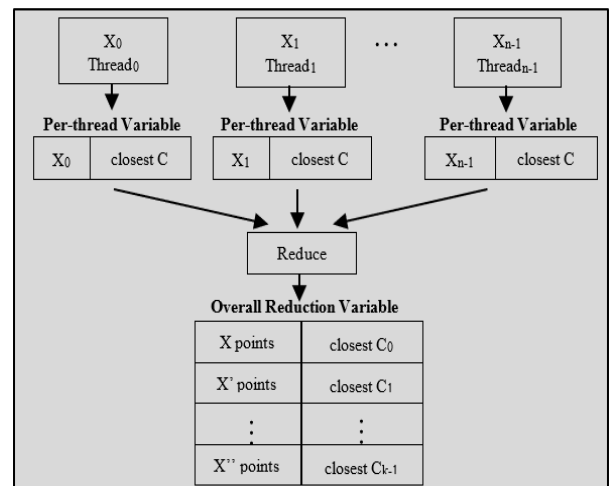 X₀ X₁ ... Xₙ₋₁
Thread₀ Thread₁ Threadₙ₋₁
Per-thread Variable Per-thread Variable Per-thread Variable
X₀ closest C X₁ closest C Xₙ₋₁ closest C
Reduce
Overall Reduction Variable
X points closest C₀
X' points closest C₁
⋮ ⋮
X'' points closest Cₖ₋₁